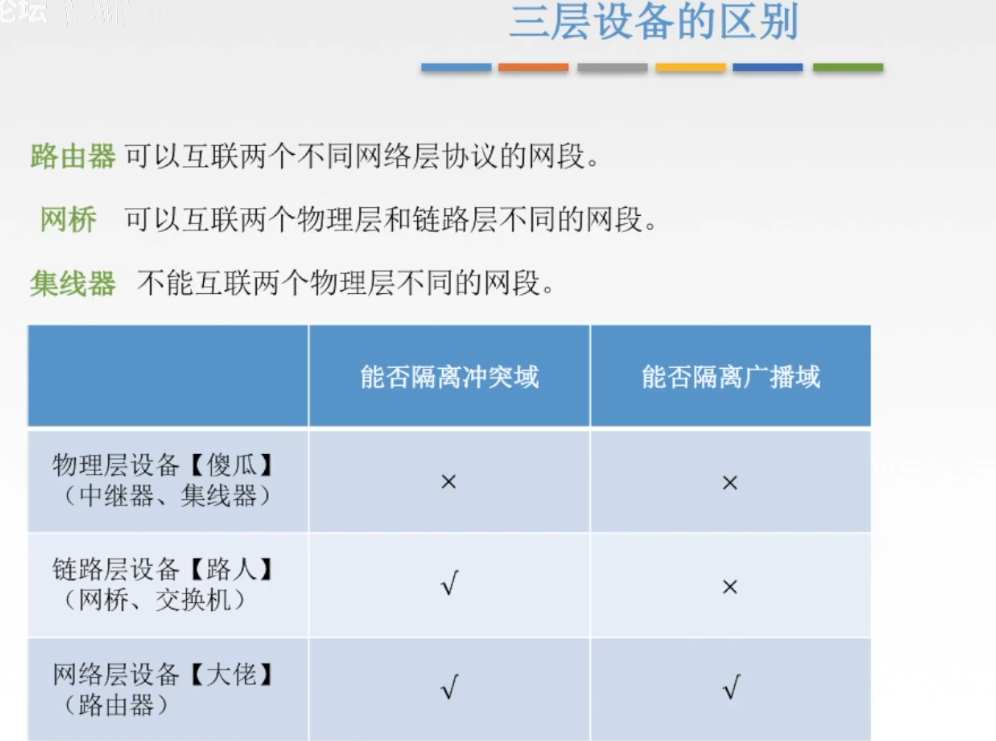 论坛
三层设备的区别
路由器 可以互联两个不同网络层协议的网段。
网桥 可以互联两个物理层和链路层不同的网段。
集线器 不能互联两个物理层不同的网段。
能否隔离冲突域 能否隔离广播域
物理层设备【傻瓜】
（中继器、集线器） × ×
链路层设备【路人】
（网桥、交换机） √ ×
网络层设备【大佬】
（路由器） √ √